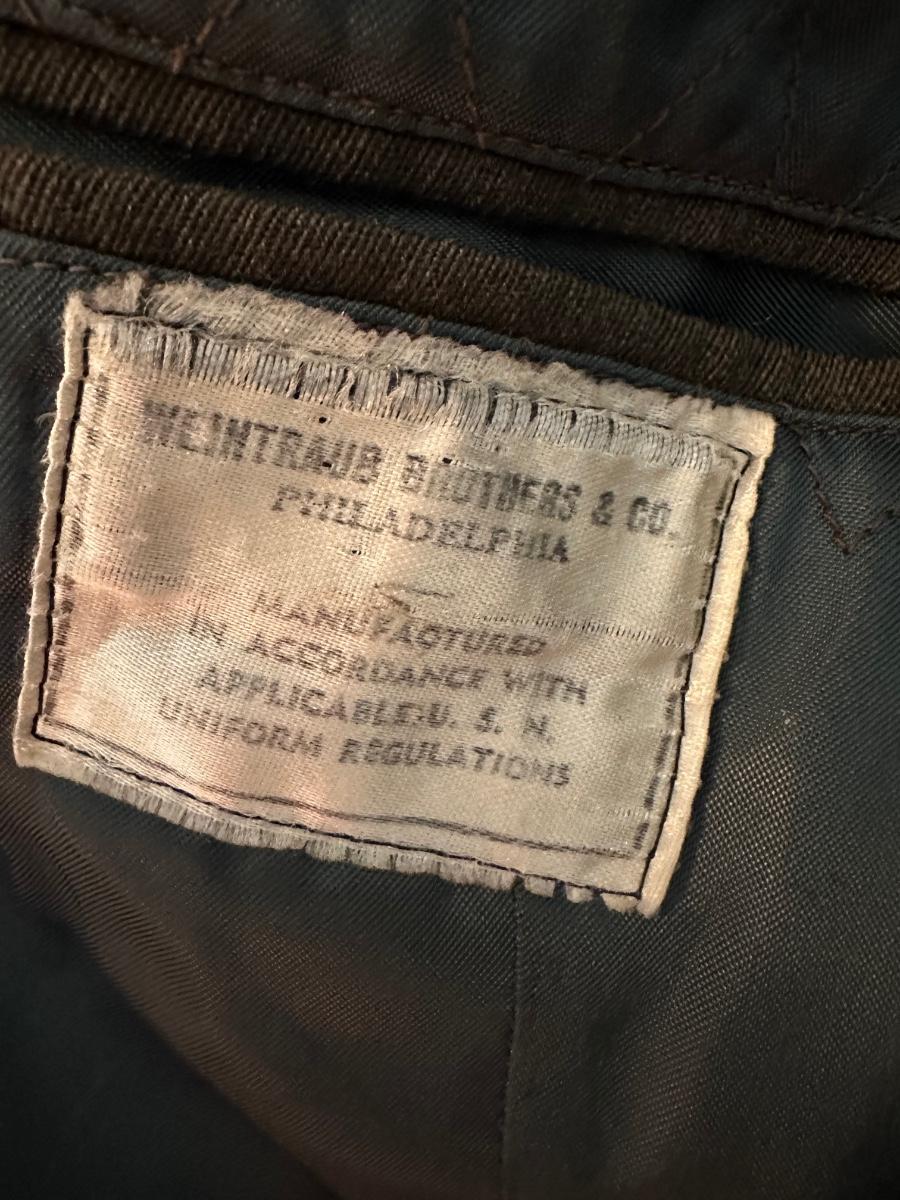 WEINTRAUB BROTHERS & CO.
PHILADELPHIA
MANUFACTURED
IN ACCORDANCE WITH
APPLICABLE U. S. N.
UNIFORM REGULATIONS